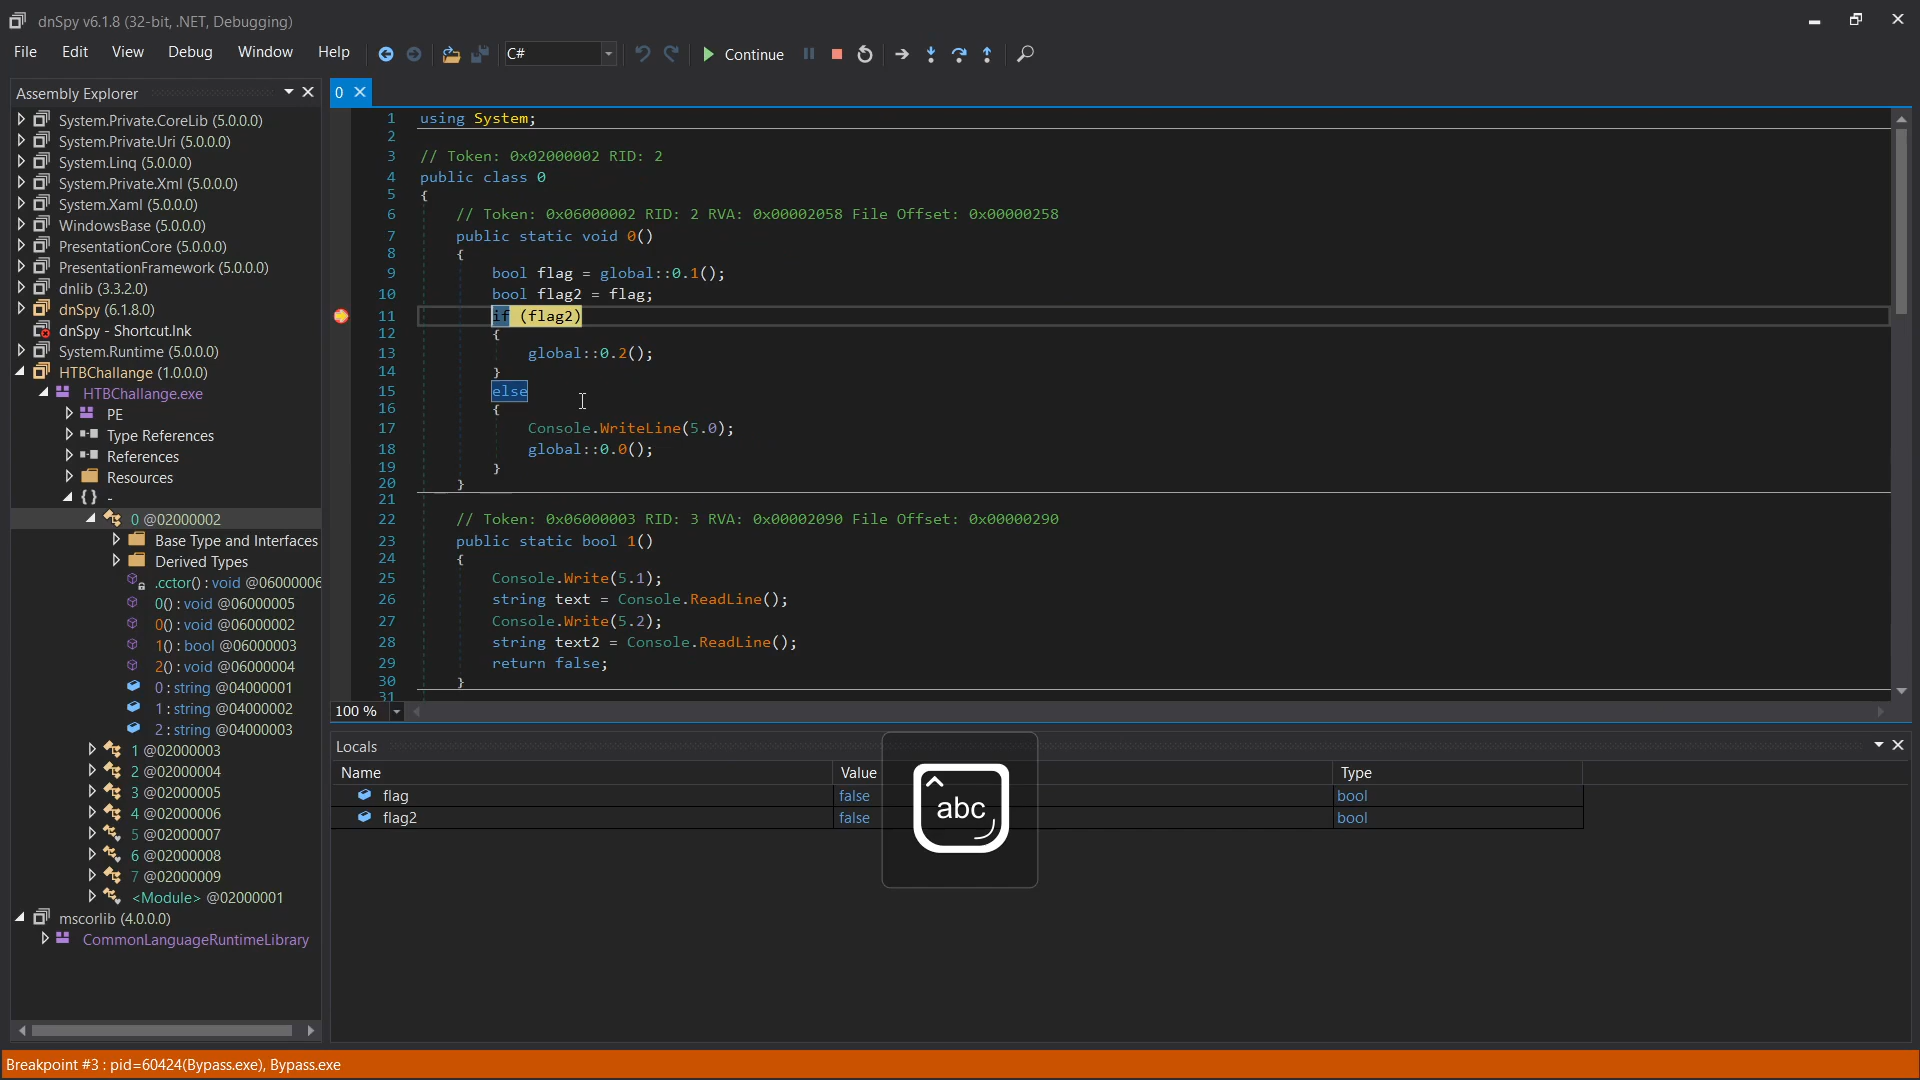 dnSpy v6.1.8 (32-bit, .NET, Debugging)
File Edit View Debug Window Help C# Continue
Assembly Explorer
System.Private.CoreLib (5.0.0.0)
System.Private.Uri (5.0.0.0)
System.Linq (5.0.0.0)
System.Private.Xml (5.0.0.0)
System.Xaml (5.0.0.0)
WindowsBase (5.0.0.0)
PresentationCore (5.0.0.0)
PresentationFramework (5.0.0.0)
dnlib (3.3.2.0)
dnSpy (6.1.8.0)
dnSpy - Shortcut.lnk
System.Runtime (5.0.0.0)
HTBChallange (1.0.0.0)
HTBChallange.exe
PE
Type References
References
Resources
{} -
0 @02000002
Base Type and Interfaces
Derived Types
.cctor() : void @06000006
0() : void @06000005
0() : void @06000002
1() : bool @06000003
2() : void @06000004
0 : string @04000001
1 : string @04000002
2 : string @04000003
1 @02000003
2 @02000004
3 @02000005
4 @02000006
5 @02000007
6 @02000008
7 @02000009
<Module> @02000001
mscorlib (4.0.0.0)
CommonLanguageRuntimeLibrary
0
1 using System;
2
3 // Token: 0x02000002 RID: 2
4 public class 0
5 {
6 // Token: 0x06000002 RID: 2 RVA: 0x00002058 File Offset: 0x00000258
7 public static void 0()
8 {
9 bool flag = global::0.1();
10 bool flag2 = flag;
11 if (flag2)
12 {
13 global::0.2();
14 }
15 else
16 {
17 Console.WriteLine(5.0);
18 global::0.0();
19 }
20 }
21
22 // Token: 0x06000003 RID: 3 RVA: 0x00002090 File Offset: 0x00000290
23 public static bool 1()
24 {
25 Console.Write(5.1);
26 string text = Console.ReadLine();
27 Console.Write(5.2);
28 string text2 = Console.ReadLine();
29 return false;
30 }
31
100 %
Locals
Name Value Type
flag false bool
flag2 false bool
abc
Breakpoint #3 : pid=60424(Bypass.exe), Bypass.exe